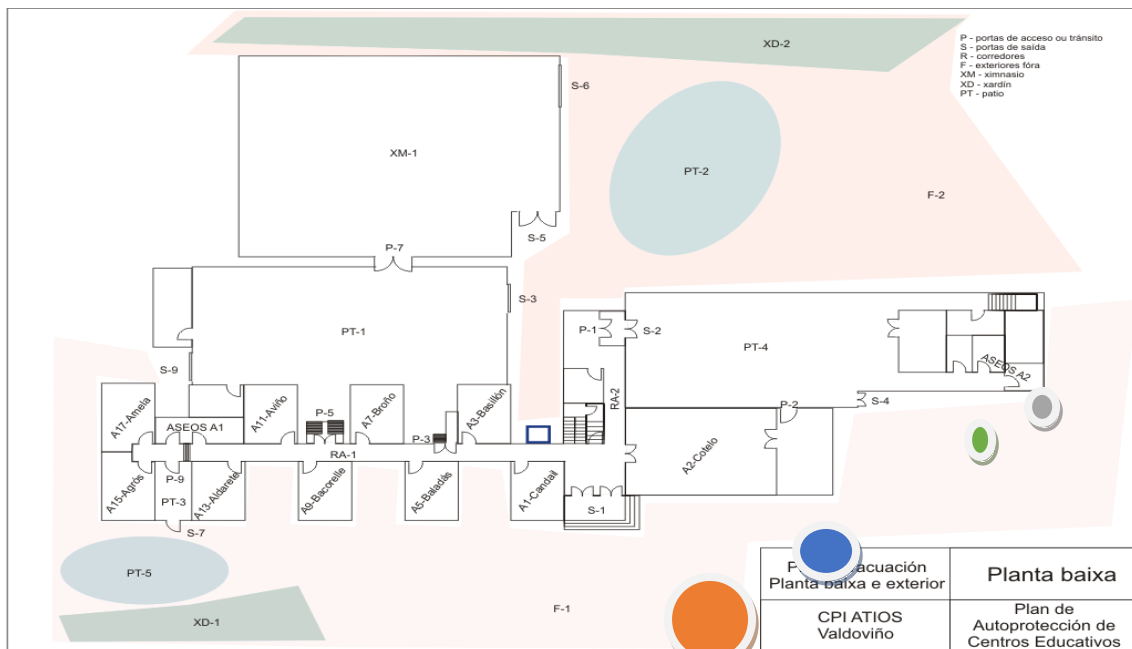 XD-2
P - portas de acceso ou tránsito
S - portas de saída
R - corredores
F - exteriores fóra
XM - ximnasio
XD - xardín
PT - patio
S-6
XM-1
PT-2
F-2
S-5
P-7
S-3
PT-1
P-1
S-2
PT-4
S-9
ASEOS A2
A17-Amela
A11-Aviño
P-5
A7-Broño
A3-Basillón
RA-2
P-2
S-4
ASEOS A1
P-3
RA-1
A2-Cotelo
A15-Agrós
P-9
PT-3
A13-Aldarete
A9-Bacorelle
A5-Baladás
A1-Candail
S-1
S-7
PT-5
XD-1
F-1
acuación
Planta baixa e exterior
Planta baixa
CPI ATIOS
Valdoviño
Plan de
Autoprotección de
Centros Educativos